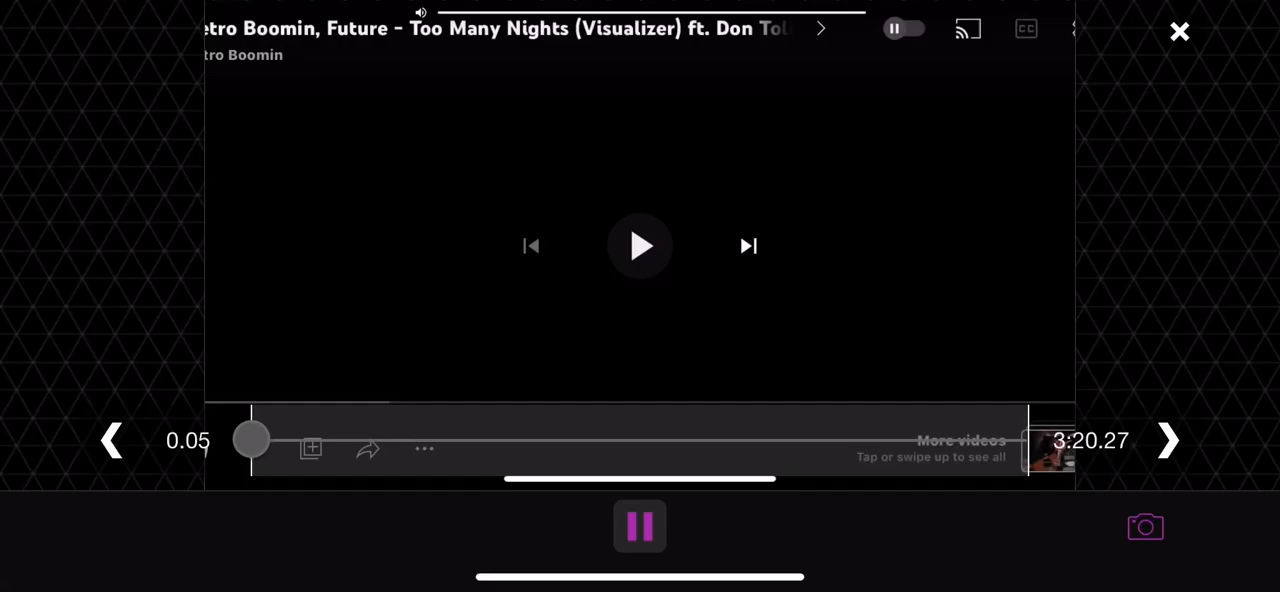 etro Boomin, Future - Too Many Nights (Visualizer) ft. Don Tol
CC
tro Boomin
0.05
More videos
3:20.27
Tap or swipe up to see all